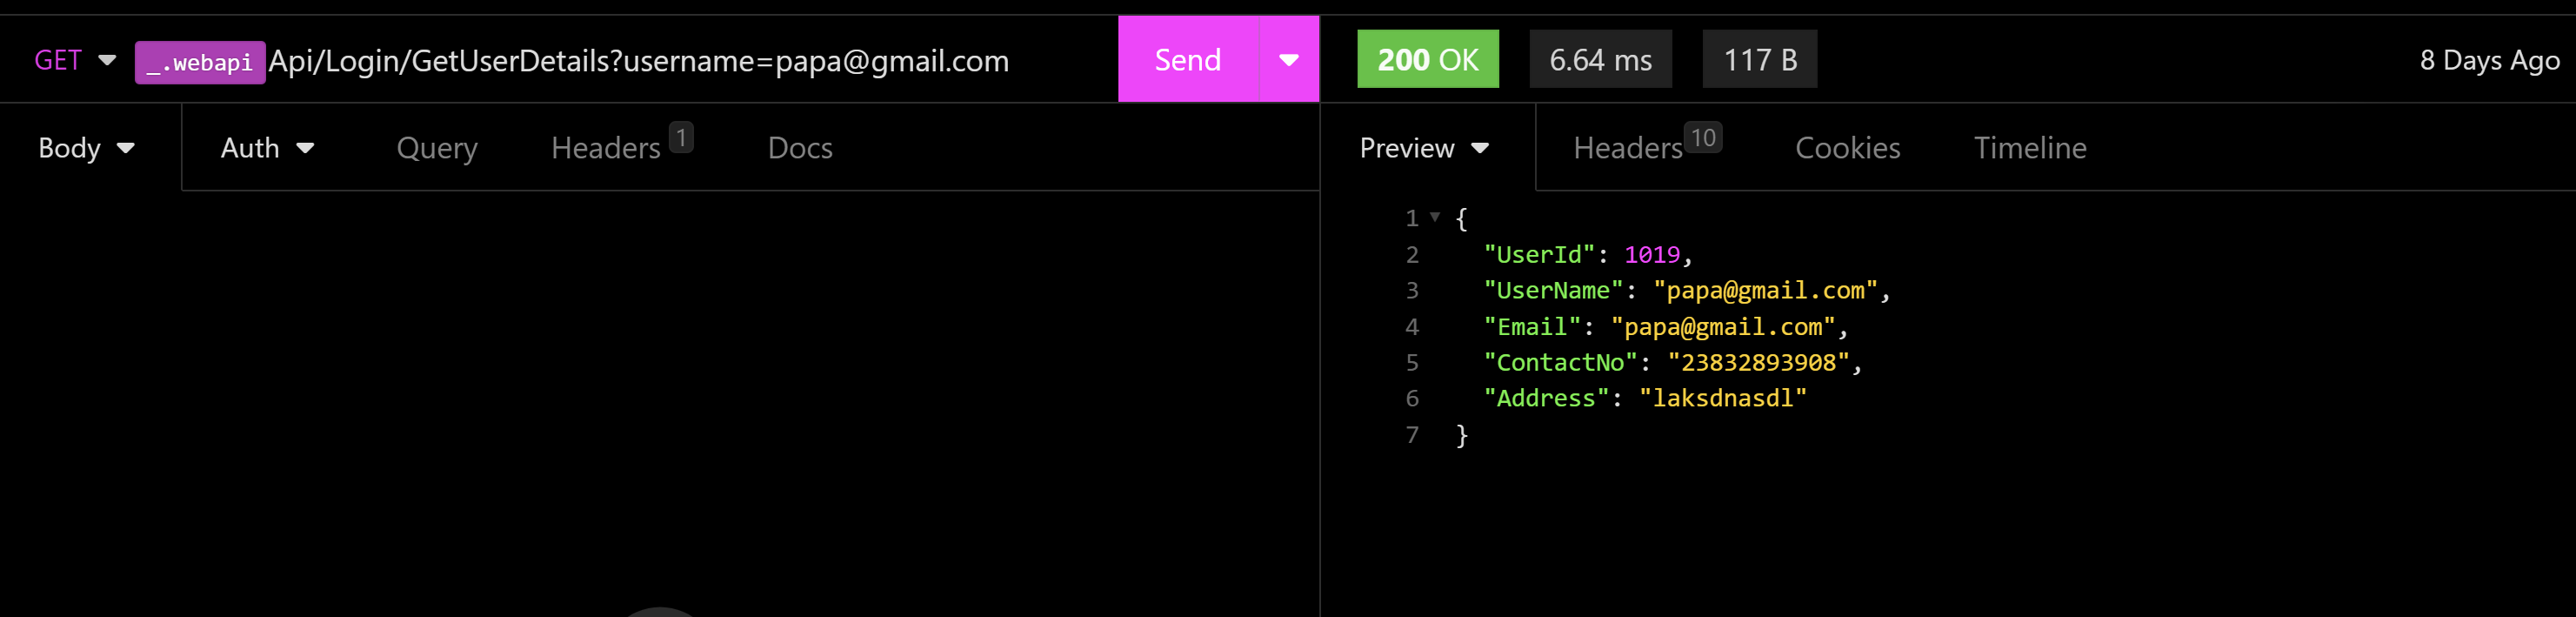 GET _.webapi Api/Login/GetUserDetails?username=papa@gmail.com Send 200 OK 6.64 ms 117 B 8 Days Ago
Body Auth Query Headers 1 Docs Preview Headers 10 Cookies Timeline
1 {
2 "UserId": 1019,
3 "UserName": "papa@gmail.com",
4 "Email": "papa@gmail.com",
5 "ContactNo": "23832893908",
6 "Address": "laksdnasdl"
7 }